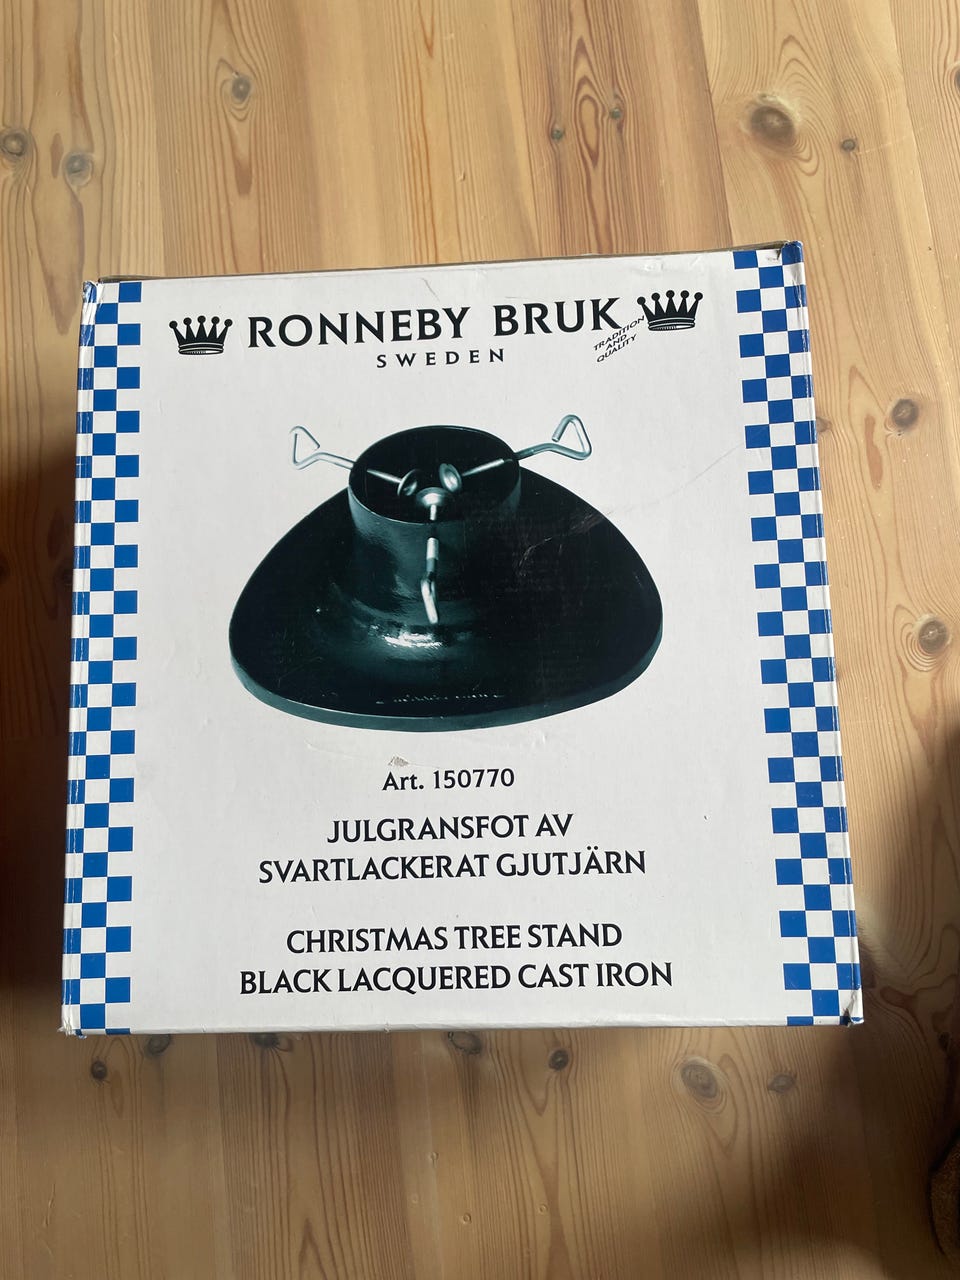 RONNEBY BRUK
SWEDEN
TRADITION
AND
QUALITY
Art. 150770
JULGRANSFOT AV
SVARTLACKERAT GJUTJÄRN
CHRISTMAS TREE STAND
BLACK LACQUERED CAST IRON